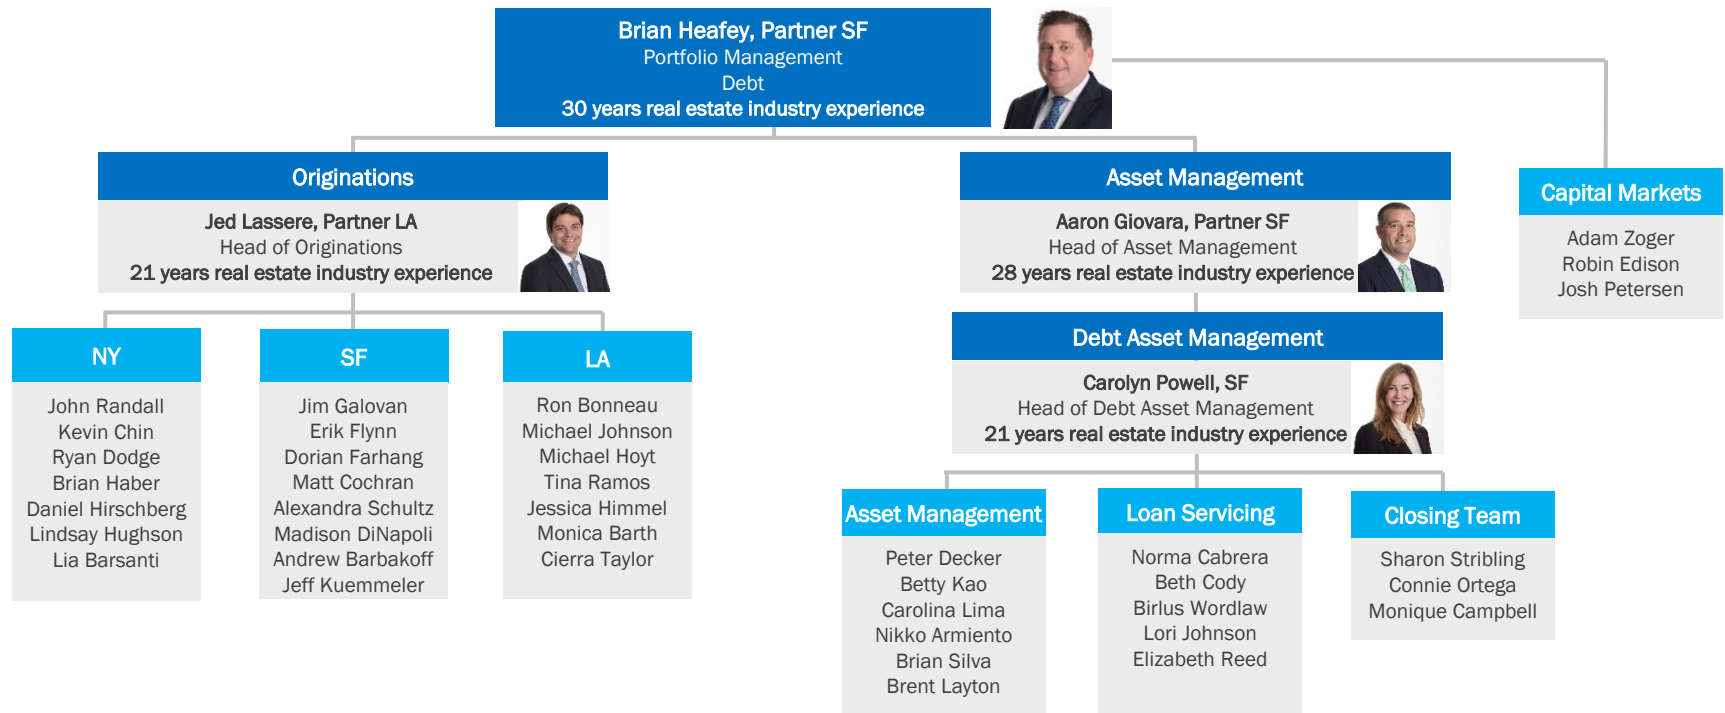 Brian Heafey, Partner SF
Portfolio Management
Debt
30 years real estate industry experience
Originations
Jed Lassere, Partner LA
Head of Originations
21 years real estate industry experience
NY
John Randall
Kevin Chin
Ryan Dodge
Brian Haber
Daniel Hirschberg
Lindsay Hughson
Lia Barsanti
SF
Jim Galovan
Erik Flynn
Dorian Farhang
Matt Cochran
Alexandra Schultz
Madison DiNapoli
Andrew Barbakoff
Jeff Kuemmeler
LA
Ron Bonneau
Michael Johnson
Michael Hoyt
Tina Ramos
Jessica Himmel
Monica Barth
Cierra Taylor
Asset Management
Aaron Giovara, Partner SF
Head of Asset Management
28 years real estate industry experience
Debt Asset Management
Carolyn Powell, SF
Head of Debt Asset Management
21 years real estate industry experience
Asset Management
Peter Decker
Betty Kao
Carolina Lima
Nikko Armiento
Brian Silva
Brent Layton
Loan Servicing
Norma Cabrera
Beth Cody
Birlus Wordlaw
Lori Johnson
Elizabeth Reed
Closing Team
Sharon Stribling
Connie Ortega
Monique Campbell
Capital Markets
Adam Zoger
Robin Edison
Josh Petersen